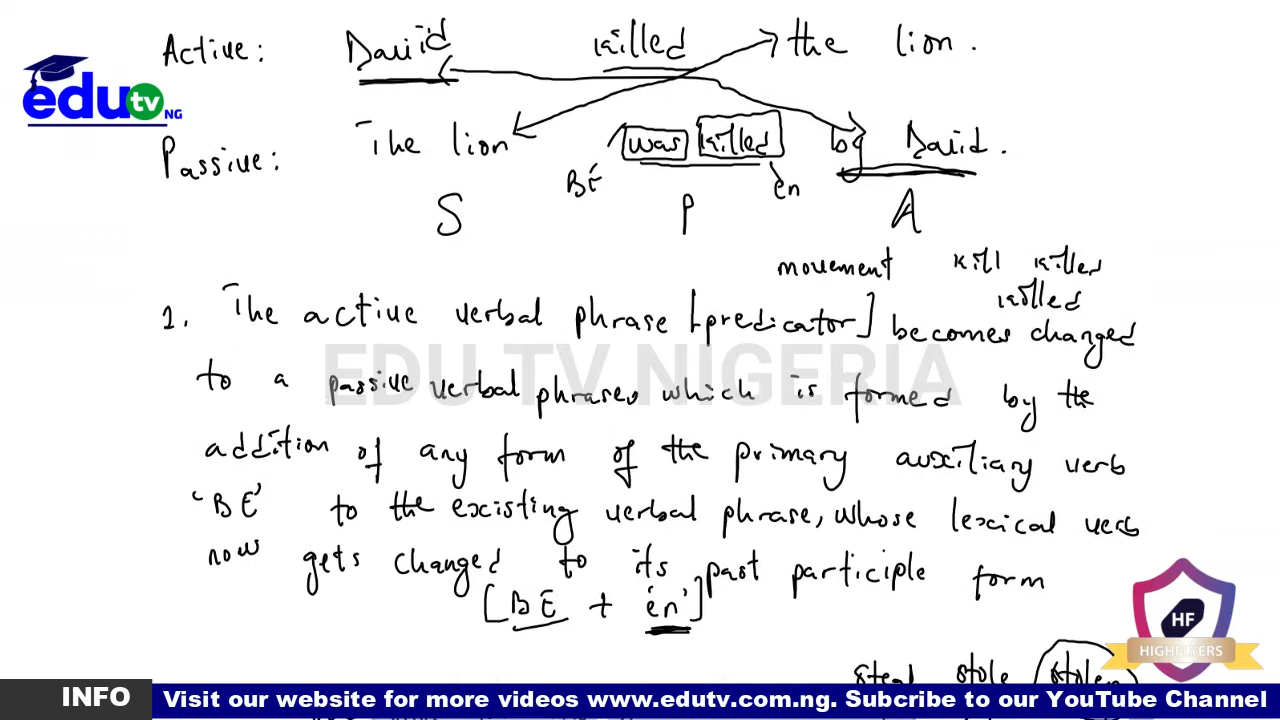 Active: David killed the lion.
edutv NG
Passive: The lion was killed by David.
BE en
S P A
movement kill killed
killed
1. The active verbal phrase [predicator] becomes changed
EDU TV NIGERIA
to a passive verbal phrase, which is formed by the
addition of any form of the primary auxiliary verb
'BE' to the excisting verbal phrase, whose lexical verb
now gets changed to its past participle form
[BE + 'en']
HF
HIGHFLYERS
steal stole stolen
INFO Visit our website for more videos www.edutv.com.ng. Subcribe to our YouTube Channel